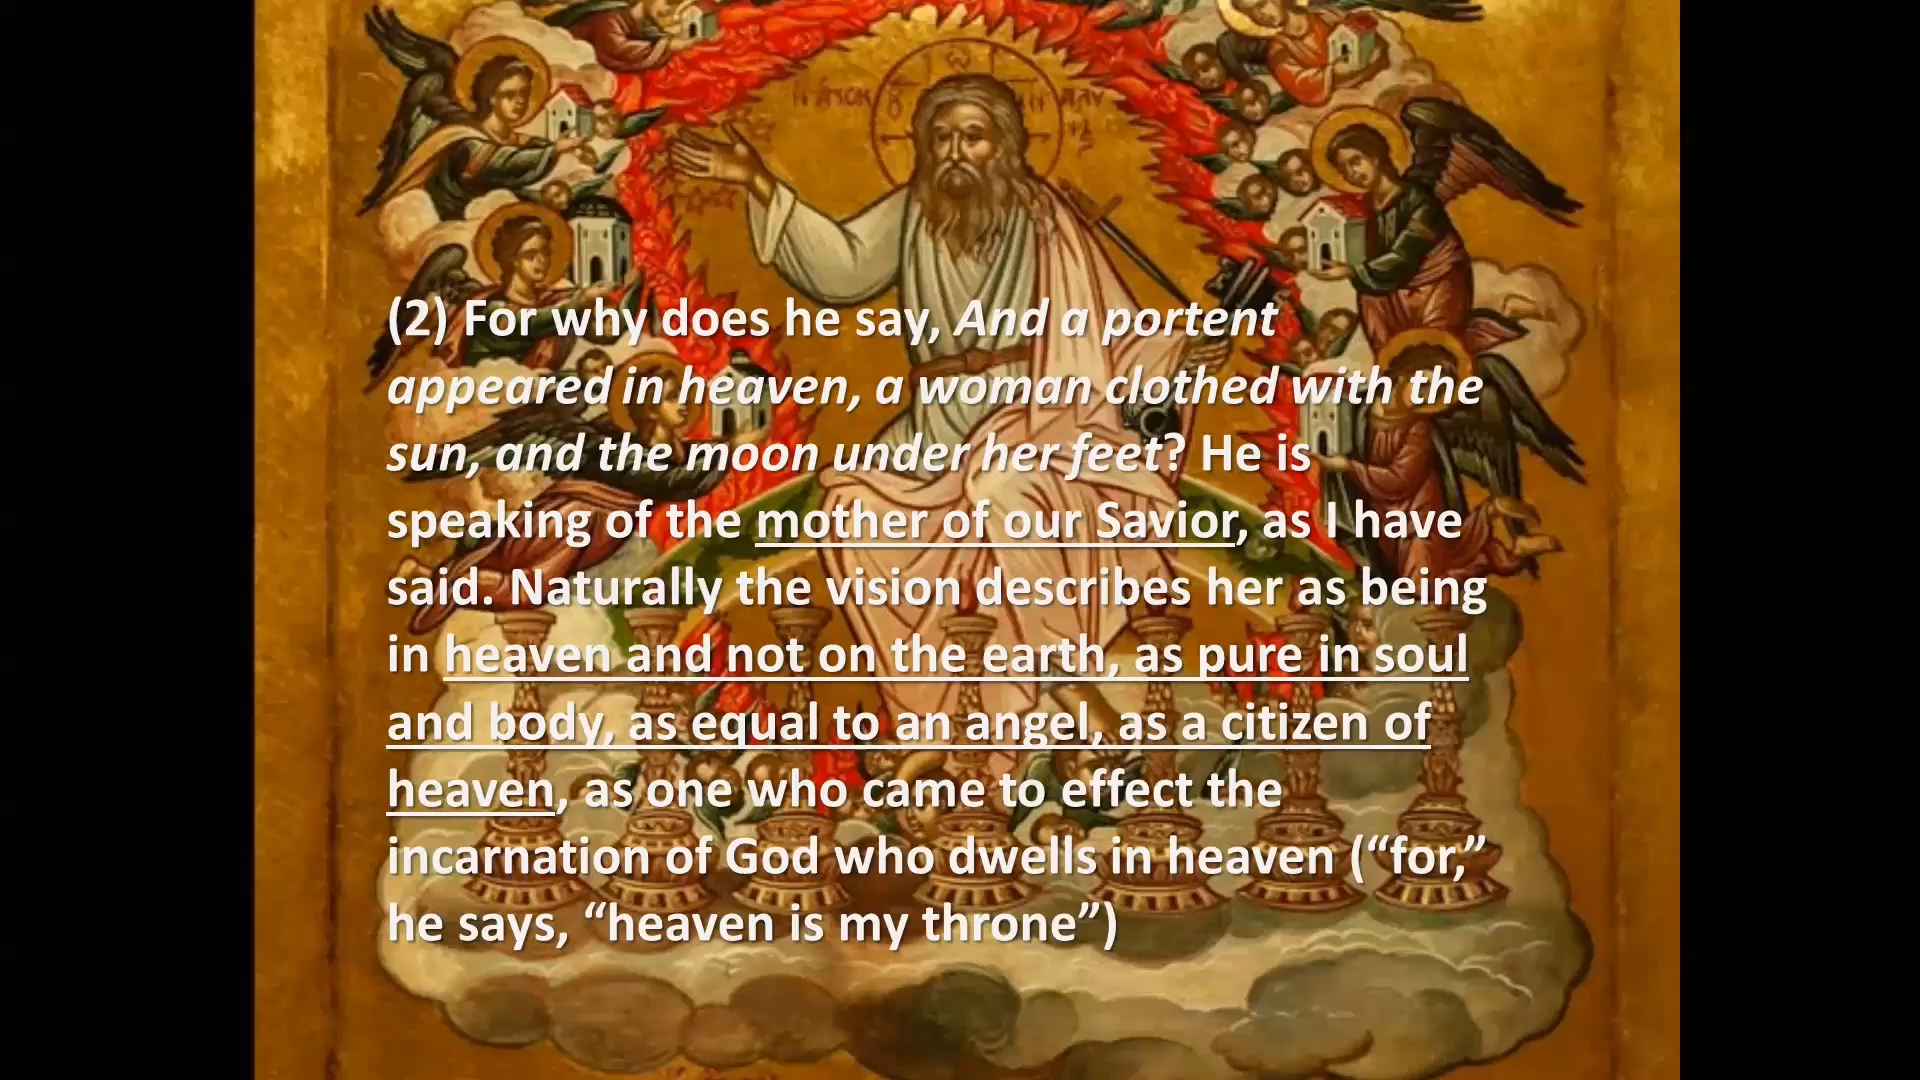 (2) For why does he say, And a portent
appeared in heaven, a woman clothed with the
sun, and the moon under her feet? He is
speaking of the mother of our Savior, as I have
said. Naturally the vision describes her as being
in heaven and not on the earth, as pure in soul
and body, as equal to an angel, as a citizen of
heaven, as one who came to effect the
incarnation of God who dwells in heaven (“for,”
he says, “heaven is my throne”)